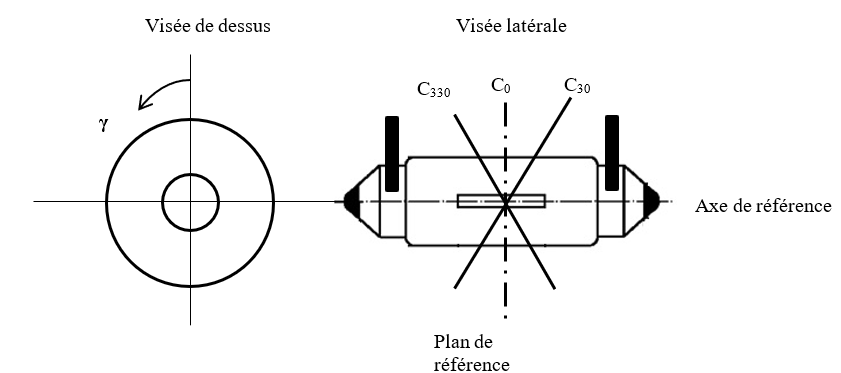 Visée de dessus
Visée latérale
C₃₃₀
C₀
C₃₀
γ
Axe de référence
Plan de
référence